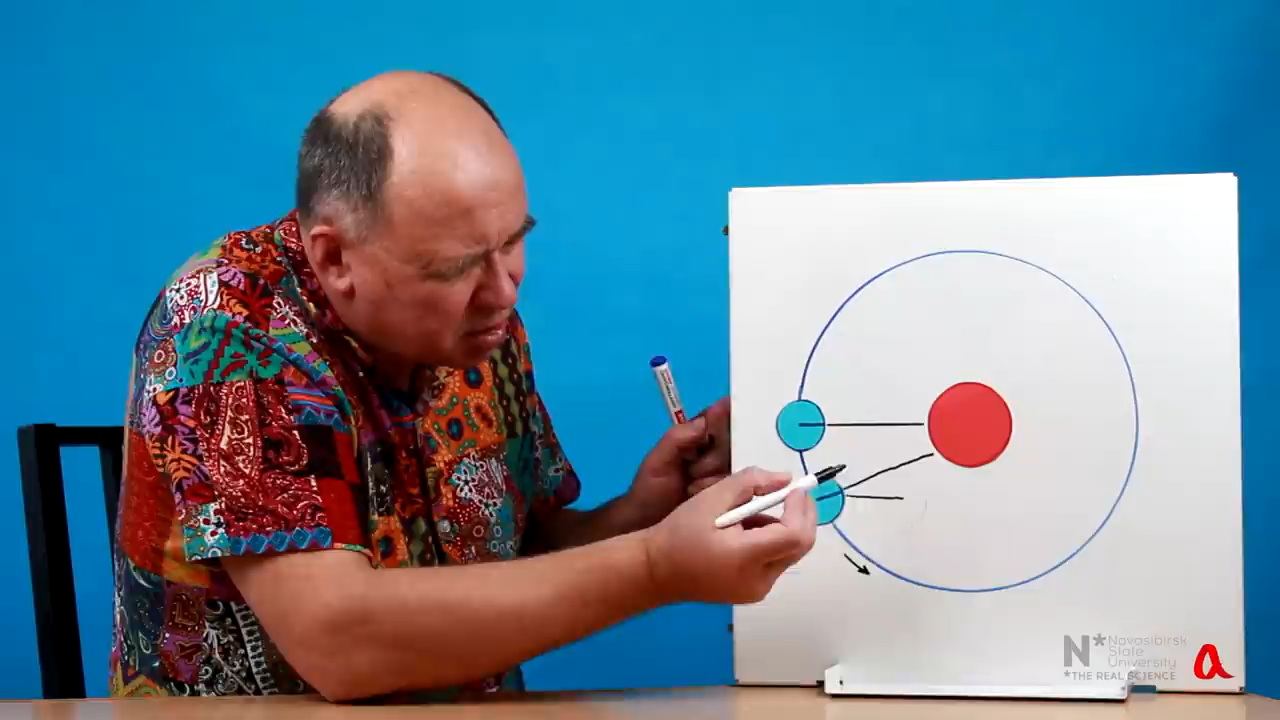 N*
Novosibirsk
State
University
*THE REAL SCIENCE